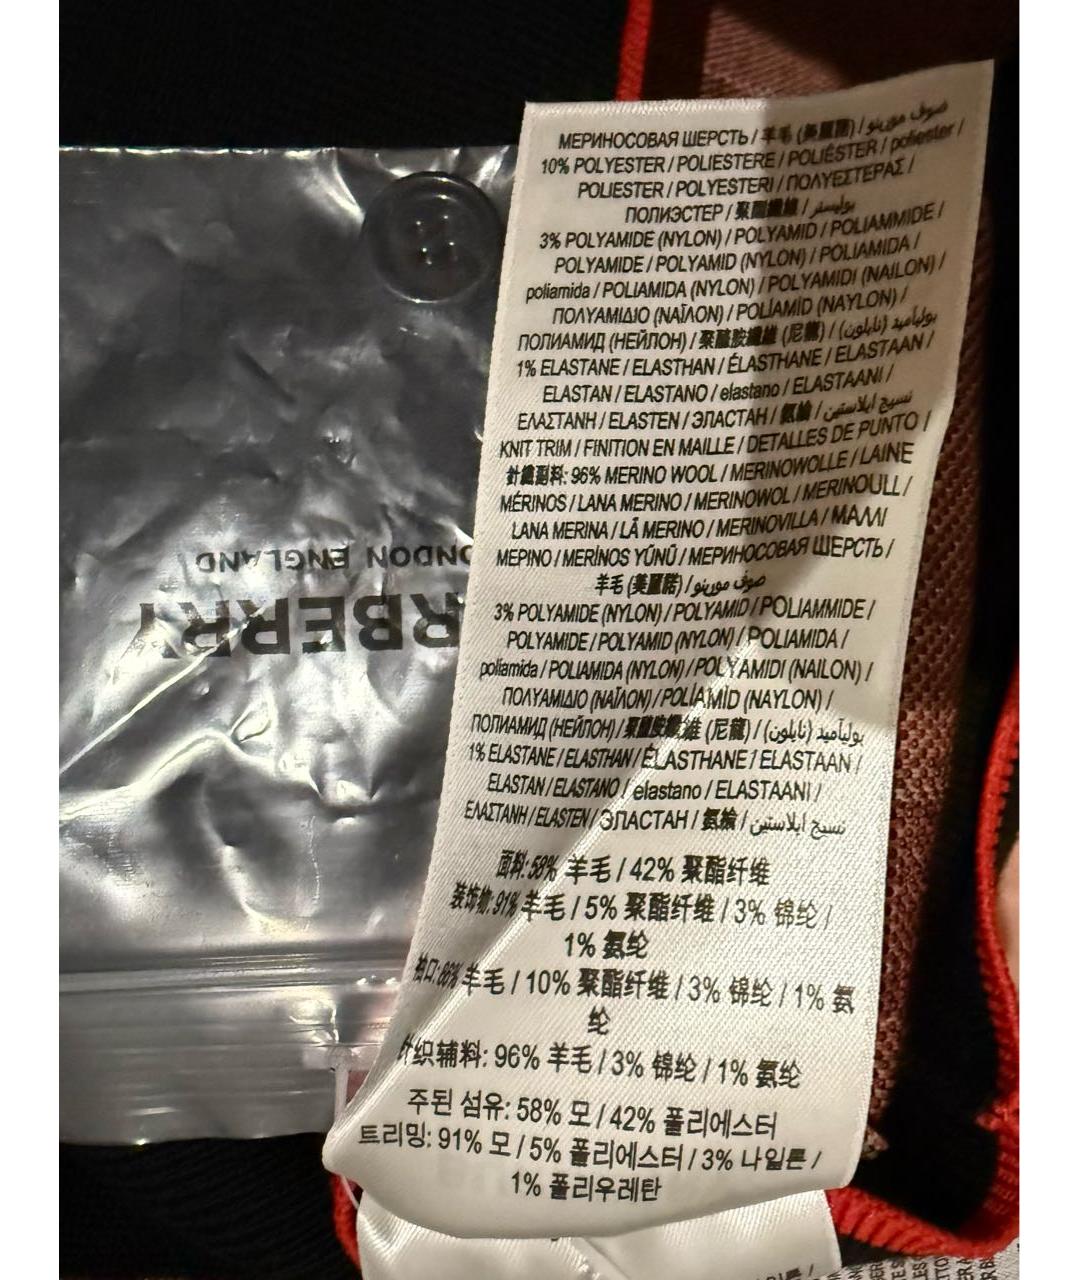 МЕРИНОСОВАЯ ШЕРСТЬ / 羊毛 (美麗諾) / صوف مورينو
10% POLYESTER / POLIESTERE / POLIÉSTER / poliester /
POLIESTER / POLYESTERI / ΠΟΛΥΕΣΤΕΡΑΣ /
ПОЛИЭСТЕР / 聚酯纖維 / بوليستر
3% POLYAMIDE (NYLON) / POLYAMID / POLIAMMIDE /
POLYAMIDE / POLYAMID (NYLON) / POLIAMIDA /
poliamida / POLIAMIDA (NYLON) / POLYAMIDI (NAILON) /
ΠΟΛΥΑΜΙΔΙΟ (ΝΑΪΛΟΝ) / POLİAMİD (NAYLON) /
ПОЛИАМИД (НЕЙЛОН) / 聚醯胺纖維 (尼龍) / بولياميد (نايلون)
1% ELASTANE / ELASTHAN / ÉLASTHANE / ELASTAAN /
ELASTAN / ELASTANO / elastano / ELASTAANI /
ΕΛΑΣΤΑΝΗ / ELASTEN / ЭЛАСТАН / 氨綸 / نسيج ايلاستين
KNIT TRIM / FINITION EN MAILLE / DETALLES DE PUNTO /
針織副料: 96% MERINO WOOL / MERINOWOLLE / LAINE
MÉRINOS / LANA MERINO / MERINOWOL / MERINOULL /
LANA MERINA / LÃ MERINO / MERINOVILLA / ΜΑΛΛΙ
ΜΕΡΙΝΟ / MERİNOS YÜNÜ / МЕРИНОСОВАЯ ШЕРСТЬ /
羊毛 (美麗諾) / صوف مورينو
3% POLYAMIDE (NYLON) / POLYAMID / POLIAMMIDE /
POLYAMIDE / POLYAMID (NYLON) / POLIAMIDA /
poliamida / POLIAMIDA (NYLON) / POLYAMIDI (NAILON) /
ΠΟΛΥΑΜΙΔΙΟ (ΝΑΪΛΟΝ) / POLİAMİD (NAYLON) /
ПОЛИАМИД (НЕЙЛОН) / 聚醯胺纖維 (尼龍) / بولياميد (نايلون)
1% ELASTANE / ELASTHAN / ÉLASTHANE / ELASTAAN /
ELASTAN / ELASTANO / elastano / ELASTAANI /
ΕΛΑΣΤΑΝΗ / ELASTEN / ЭЛАСТАН / 氨綸 / نسيج ايلاستين
面料: 58% 羊毛 / 42% 聚酯纤维
装饰物: 91% 羊毛 / 5% 聚酯纤维 / 3% 锦纶 /
1% 氨纶
袖口: 86% 羊毛 / 10% 聚酯纤维 / 3% 锦纶 / 1% 氨
纶
针织辅料: 96% 羊毛 / 3% 锦纶 / 1% 氨纶
주된 섬유: 58% 모 / 42% 폴리에스터
트리밍: 91% 모 / 5% 폴리에스터 / 3% 나일론 /
1% 폴리우레탄
RBERRY
ONDON ENGLAND